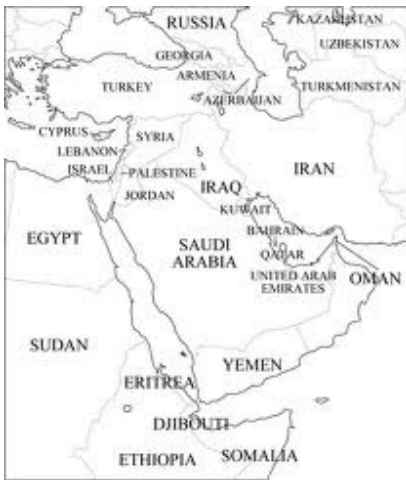 RUSSIA
KAZAKHSTAN
UZBEKISTAN
GEORGIA
ARMENIA
TURKEY
TURKMENISTAN
AZERBAIJAN
CYPRUS
SYRIA
LEBANON
ISRAEL
PALESTINE
IRAN
IRAQ
JORDAN
KUWAIT
EGYPT
BAHRAIN
SAUDI
ARABIA
QATAR
UNITED ARAB
EMIRATES
OMAN
SUDAN
YEMEN
ERITREA
DJIBOUTI
ETHIOPIA
SOMALIA